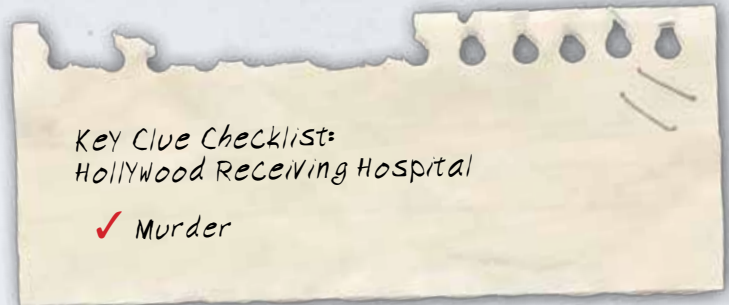 Key Clue Checklist:
Hollywood Receiving Hospital
✓ Murder